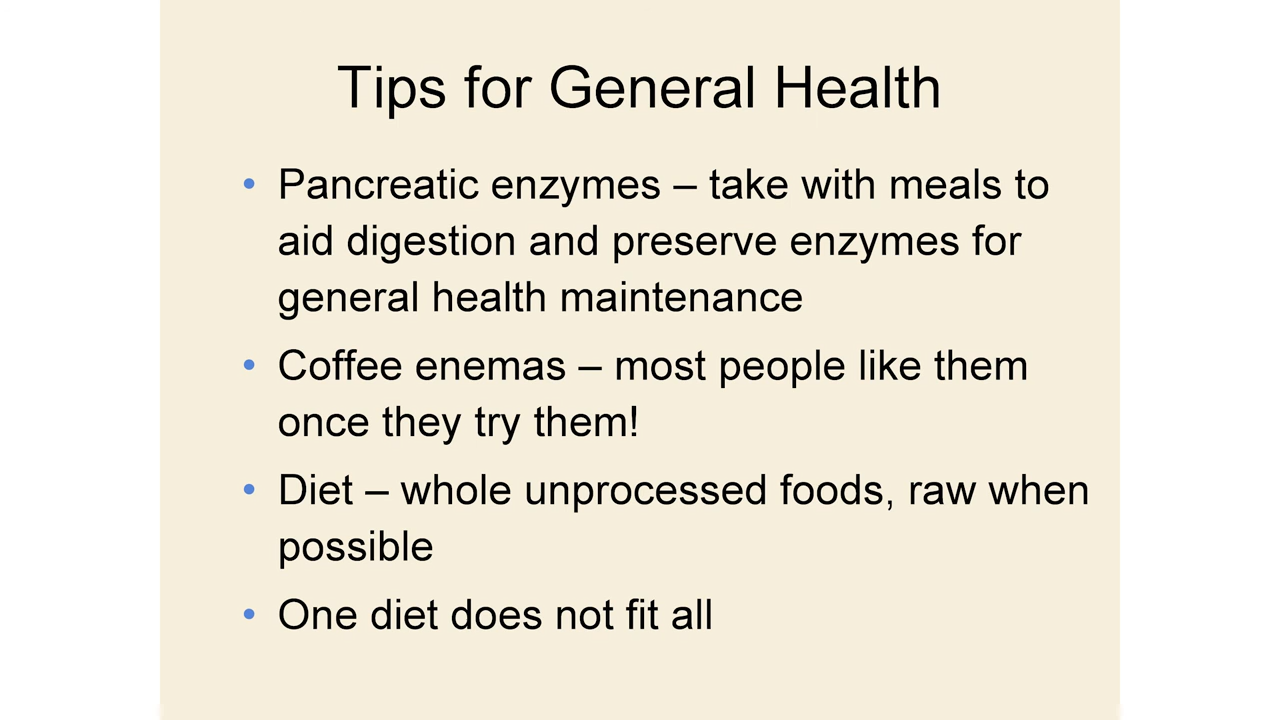 Tips for General Health
• Pancreatic enzymes – take with meals to
aid digestion and preserve enzymes for
general health maintenance
• Coffee enemas – most people like them
once they try them!
• Diet – whole unprocessed foods, raw when
possible
• One diet does not fit all